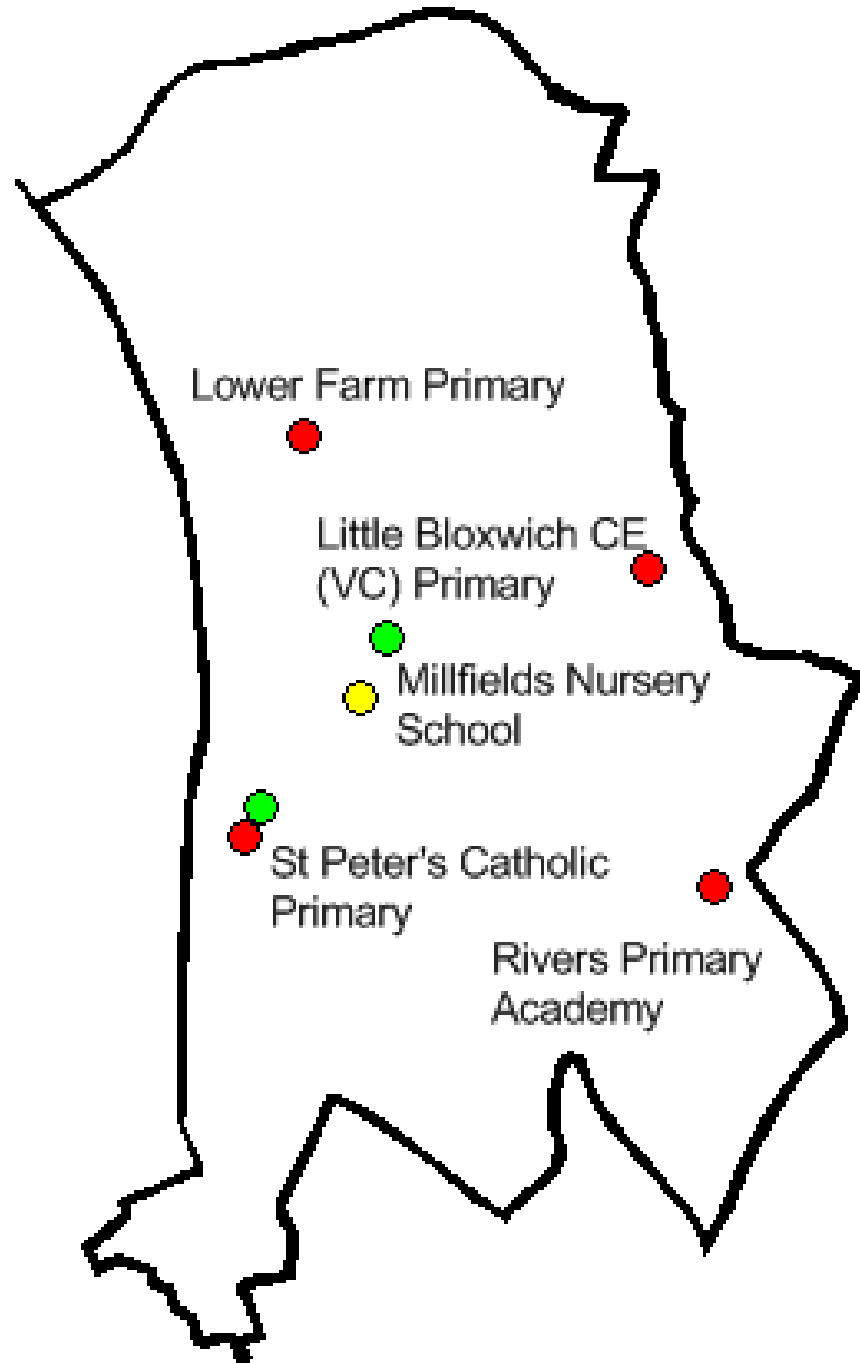 Lower Farm Primary
Little Bloxwich CE
(VC) Primary
Millfields Nursery
School
St Peter's Catholic
Primary
Rivers Primary
Academy